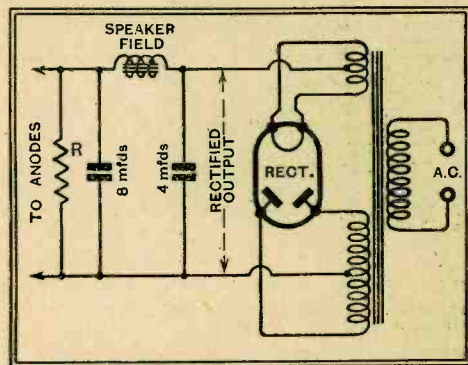 SPEAKER
FIELD
TO ANODES
R
8 mfds
4 mfds
RECTIFIED
OUTPUT
RECT.
A.C.